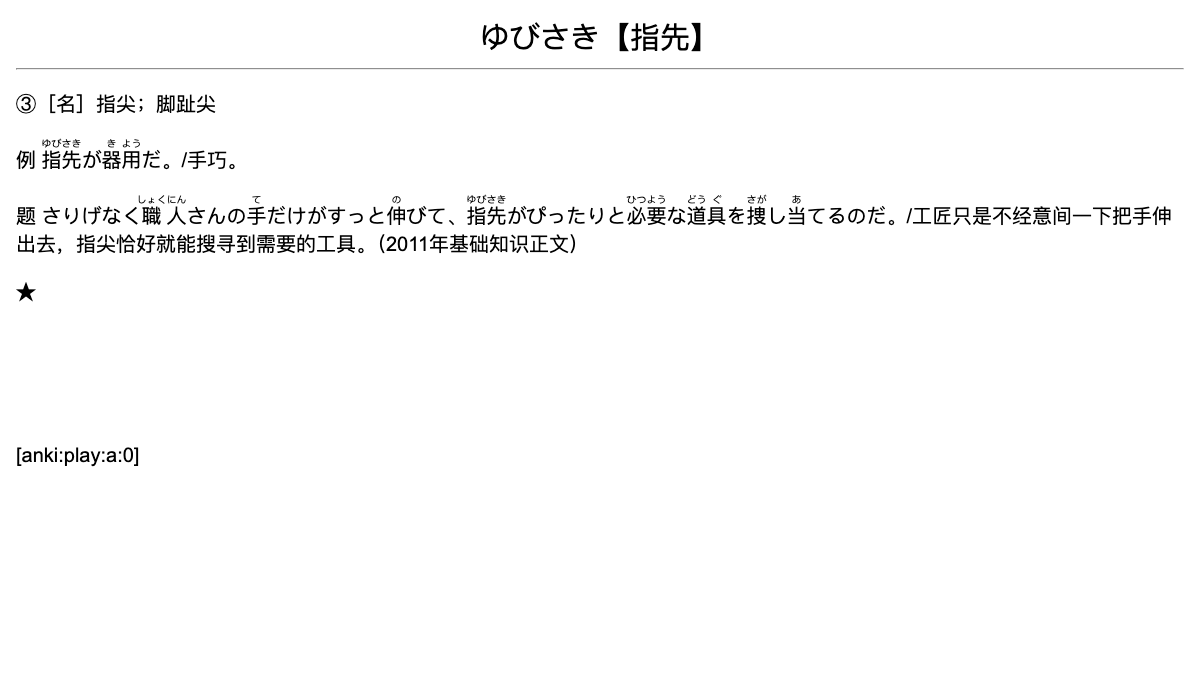 ゆびさき【指先】
③［名］指尖；脚趾尖
ゆびさき き よう
例 指先が器用だ。/手巧。
しょくにん て の ゆびさき ひつよう どう ぐ さが あ
题 さりげなく職人さんの手だけがすっと伸びて、指先がぴったりと必要な道具を捜し当てるのだ。/工匠只是不经意间一下把手伸
出去，指尖恰好就能搜寻到需要的工具。（2011年基础知识正文）
★
[anki:play:a:0]